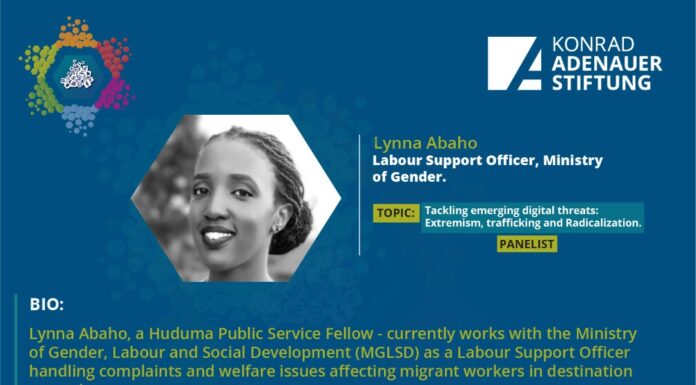 KONRAD
ADENAUER
STIFTUNG
Lynna Abaho
Labour Support Officer, Ministry
of Gender.
TOPIC: Tackling emerging digital threats:
Extremism, trafficking and Radicalization.
PANELIST
BIO:
Lynna Abaho, a Huduma Public Service Fellow - currently works with the Ministry
of Gender, Labour and Social Development (MGLSD) as a Labour Support Officer
handling complaints and welfare issues affecting migrant workers in destination